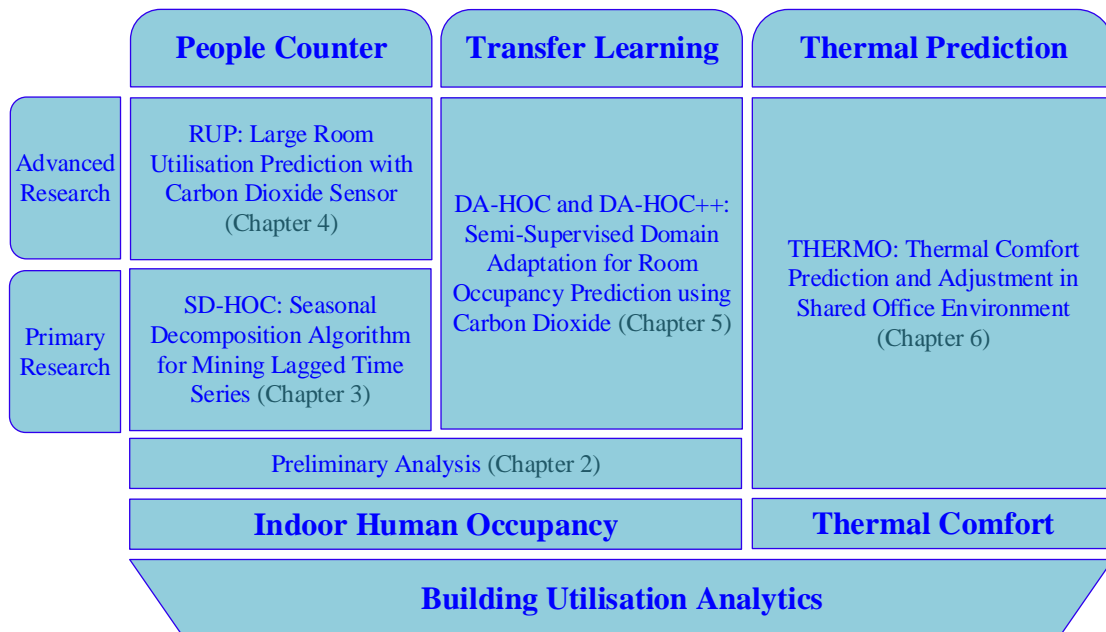 People Counter
Transfer Learning
Thermal Prediction
Advanced
Research
RUP: Large Room
Utilisation Prediction with
Carbon Dioxide Sensor
(Chapter 4)
Primary
Research
SD-HOC: Seasonal
Decomposition Algorithm
for Mining Lagged Time
Series (Chapter 3)
DA-HOC and DA-HOC++:
Semi-Supervised Domain
Adaptation for Room
Occupancy Prediction using
Carbon Dioxide (Chapter 5)
THERMO: Thermal Comfort
Prediction and Adjustment in
Shared Office Environment
(Chapter 6)
Preliminary Analysis (Chapter 2)
Indoor Human Occupancy
Thermal Comfort
Building Utilisation Analytics